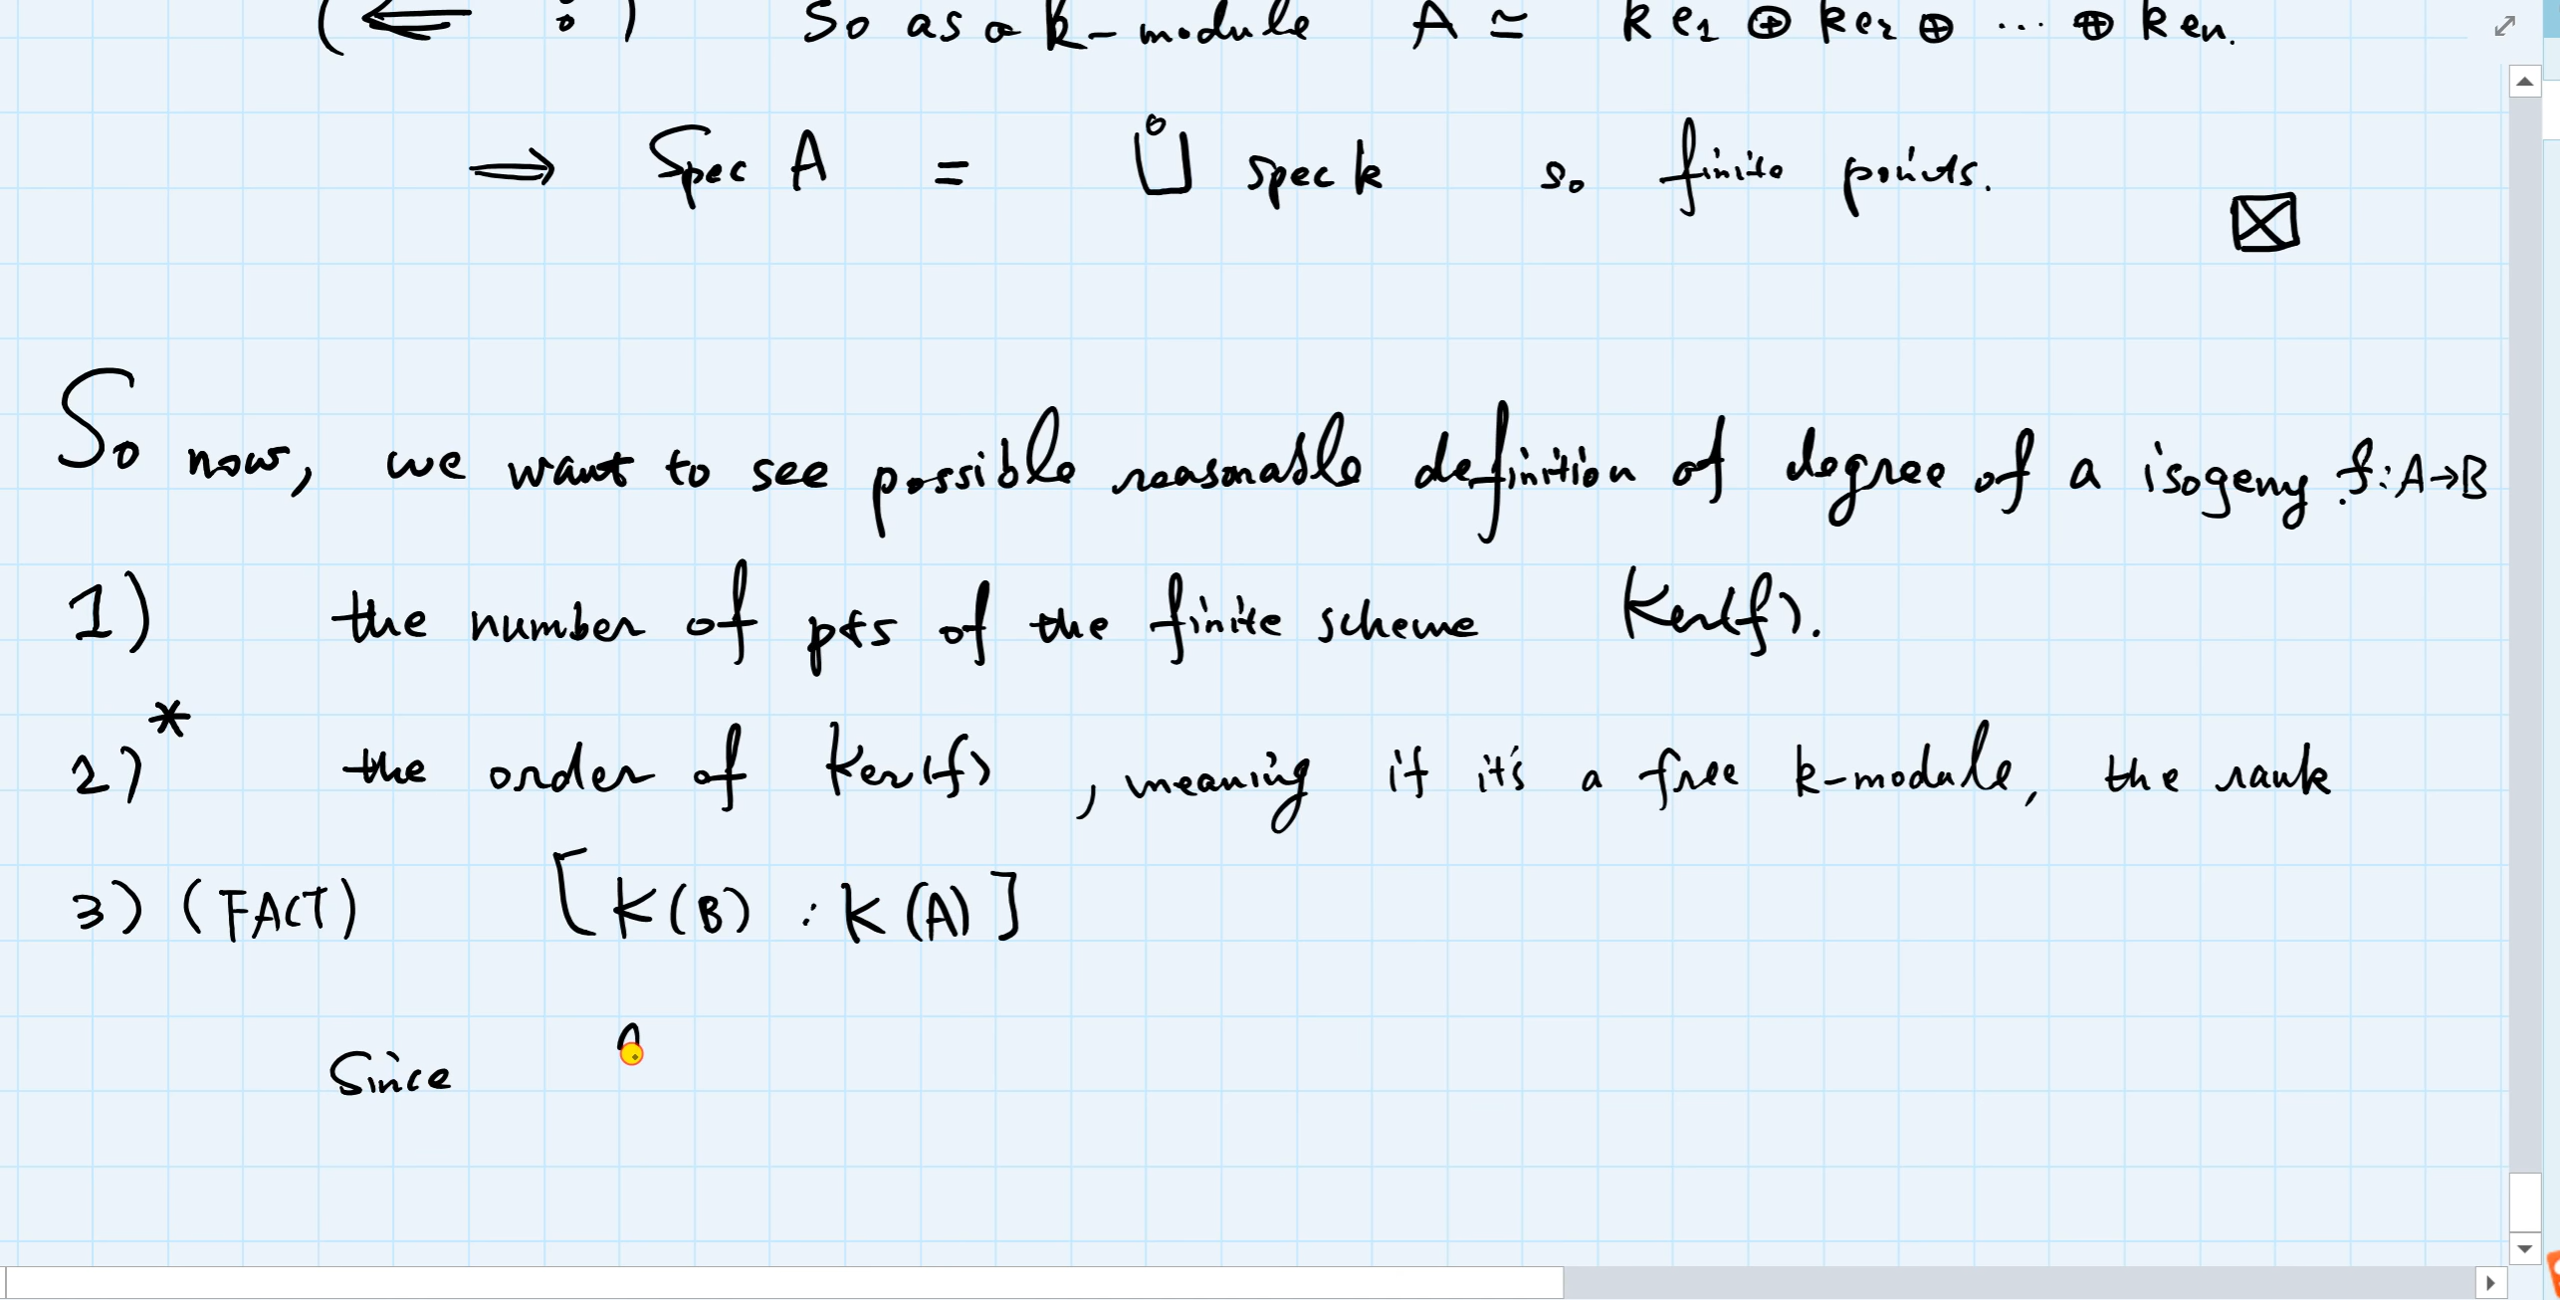 (⇐ : ) So as a k-module A ≃ ke₁ ⊕ ke₂ ⊕ ... ⊕ ken.
⟹ Spec A = ⊔ spec k so finite points.
So now, we want to see possible reasonable definition of degree of a isogeny f: A→B
1) the number of pts of the finite scheme Ker(f).
2)* the order of Ker(f), meaning if it's a free k-module, the rank
3) (FACT) [K(B) : K(A)]
Since